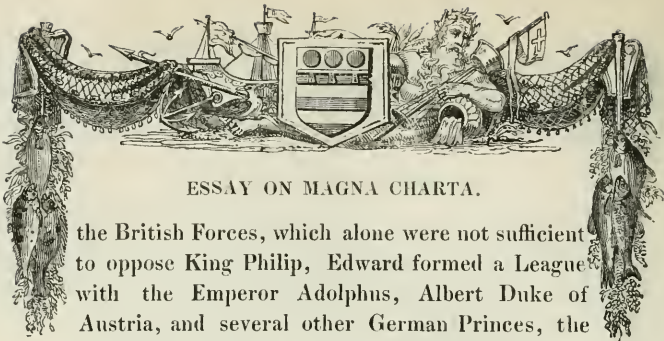 ESSAY ON MAGNA CHARTA.
the British Forces, which alone were not sufficient
to oppose King Philip, Edward formed a League
with the Emperor Adolphus, Albert Duke of
Austria, and several other German Princes, the